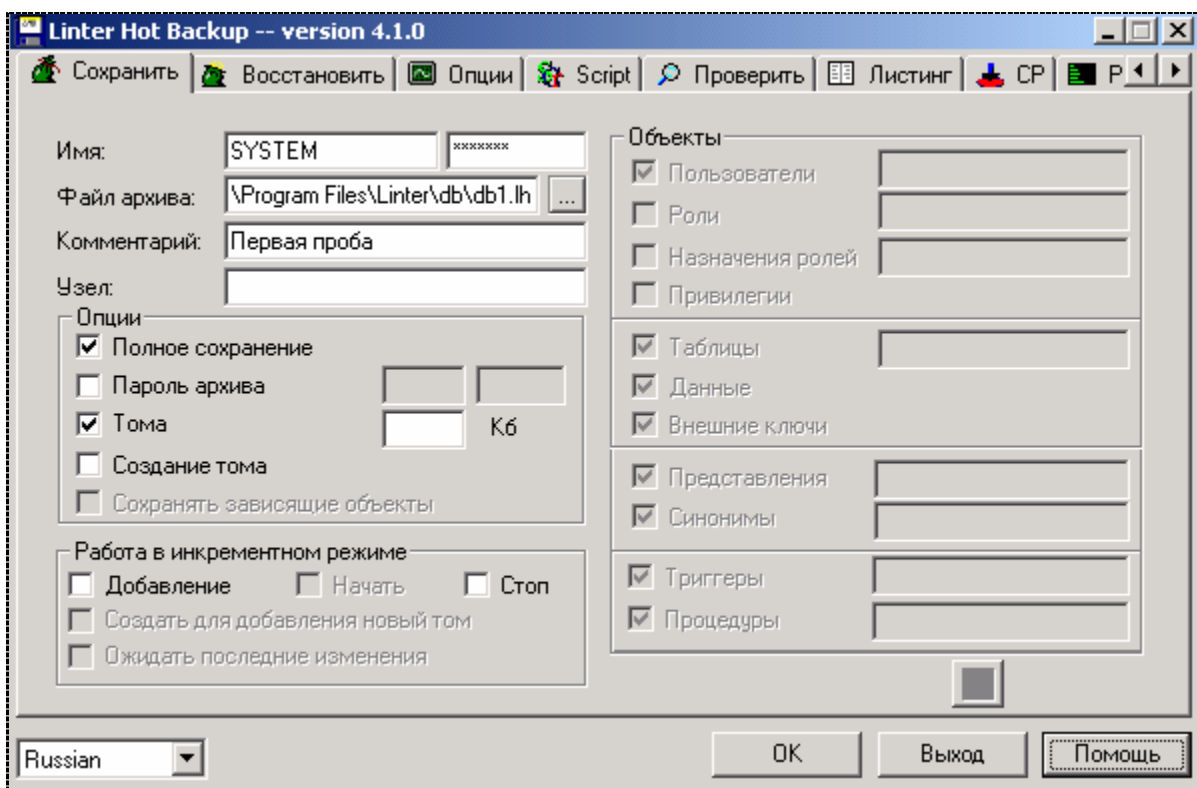 Linter Hot Backup -- version 4.1.0
Сохранить Восстановить Опции Script Проверить Листинг СР Р
Имя: SYSTEM *******
Файл архива: \Program Files\Linter\db\db1.lh ...
Комментарий: Первая проба
Узел:
Опции
Полное сохранение
Пароль архива
Тома Кб
Создание тома
Сохранять зависящие объекты
Работа в инкрементном режиме
Добавление Начать Стоп
Создать для добавления новый том
Ожидать последние изменения
Объекты
Пользователи
Роли
Назначения ролей
Привилегии
Таблицы
Данные
Внешние ключи
Представления
Синонимы
Триггеры
Процедуры
Russian OK Выход Помощь